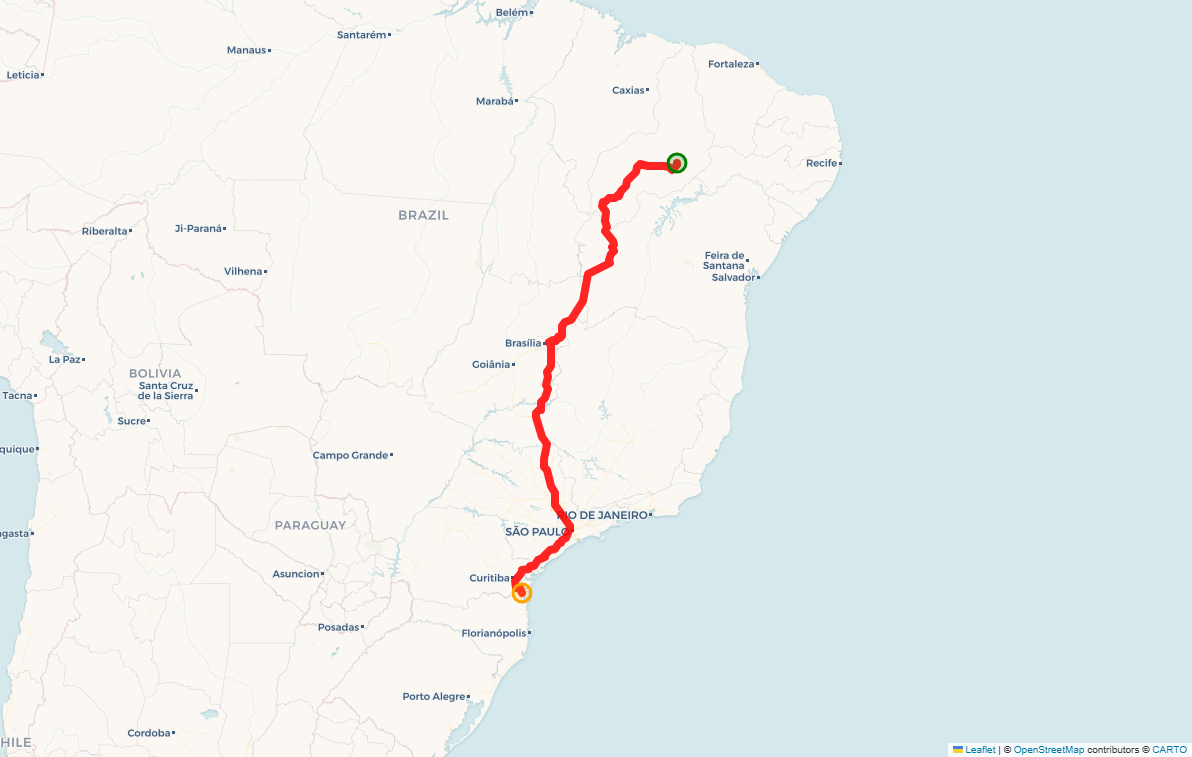 Belém
Santarém
Manaus
Fortaleza
Leticia
Caxias
Marabá
Recife
BRAZIL
Riberalta
Ji-Paraná
Feira de
Santana
Vilhena
Salvador
Brasília
La Paz
Goiânia
BOLIVIA
Santa Cruz
de la Sierra
Tacna
Sucre
quique
Campo Grande
RIO DE JANEIRO
PARAGUAY
SÃO PAULO
agasta
Asuncion
Curitiba
Posadas
Florianópolis
Porto Alegre
Cordoba
HILE
Leaflet | © OpenStreetMap contributors © CARTO